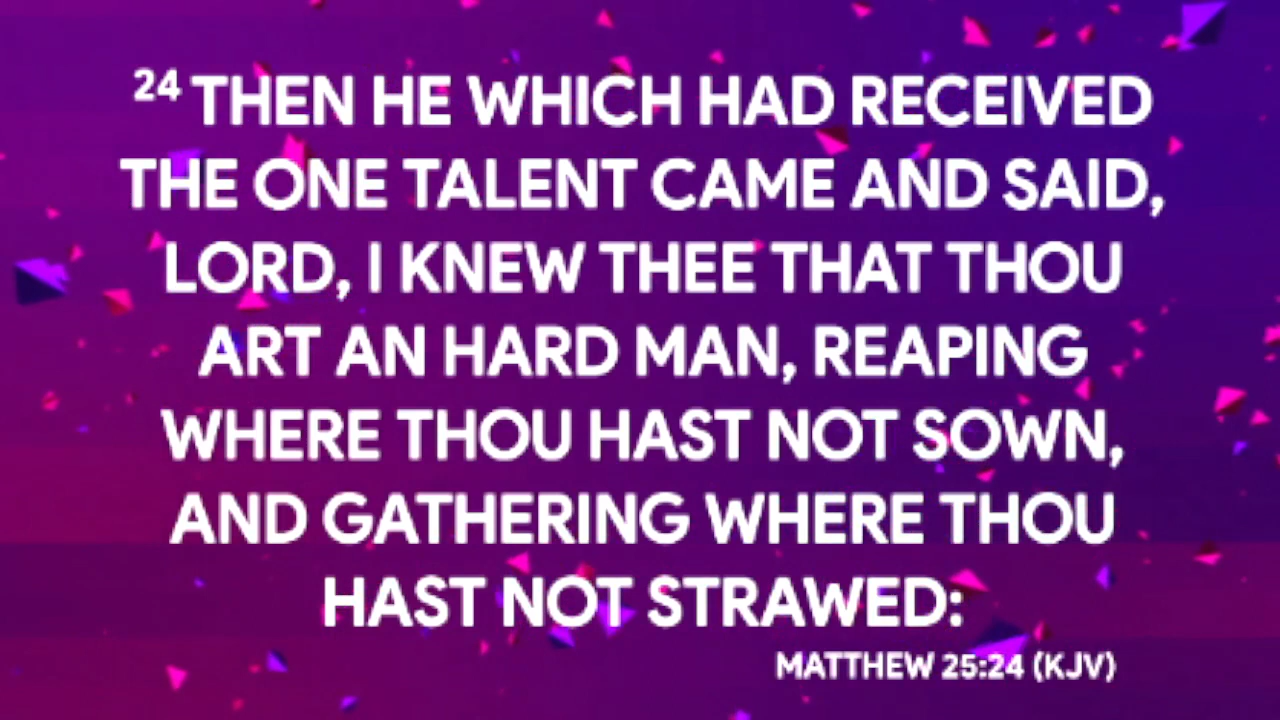 24 THEN HE WHICH HAD RECEIVED
THE ONE TALENT CAME AND SAID,
LORD, I KNEW THEE THAT THOU
ART AN HARD MAN, REAPING
WHERE THOU HAST NOT SOWN,
AND GATHERING WHERE THOU
HAST NOT STRAWED:
MATTHEW 25:24 (KJV)